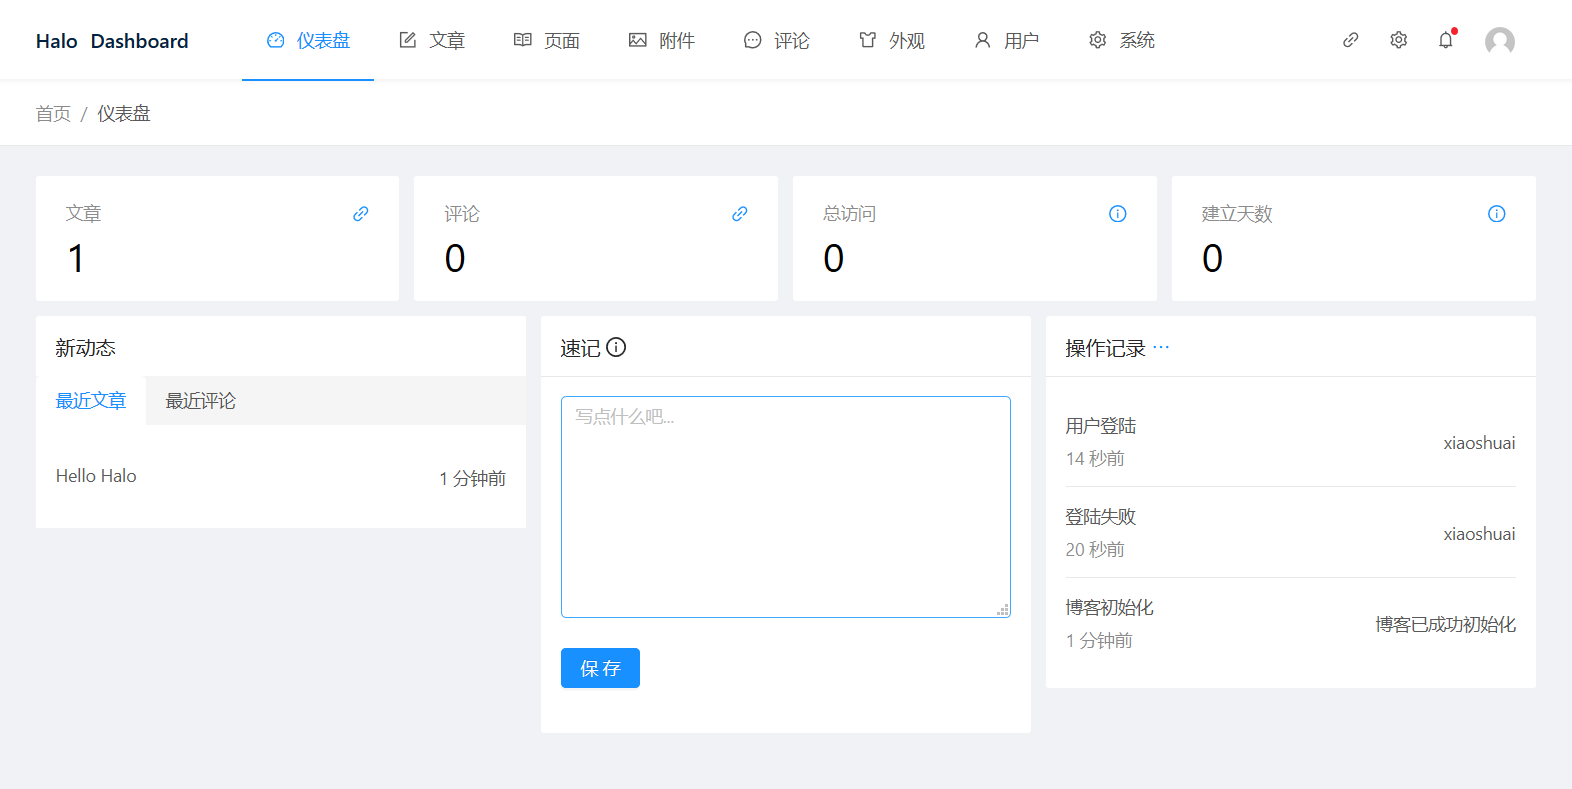 Halo Dashboard 仪表盘 文章 页面 附件 评论 外观 用户 系统
首页 / 仪表盘
文章 评论 总访问 建立天数
1 0 0 0
新动态
最近文章 最近评论
Hello Halo 1 分钟前
速记
写点什么吧...
保 存
操作记录 ···
用户登陆
14 秒前
xiaoshuai
登陆失败
20 秒前
xiaoshuai
博客初始化
1 分钟前
博客已成功初始化